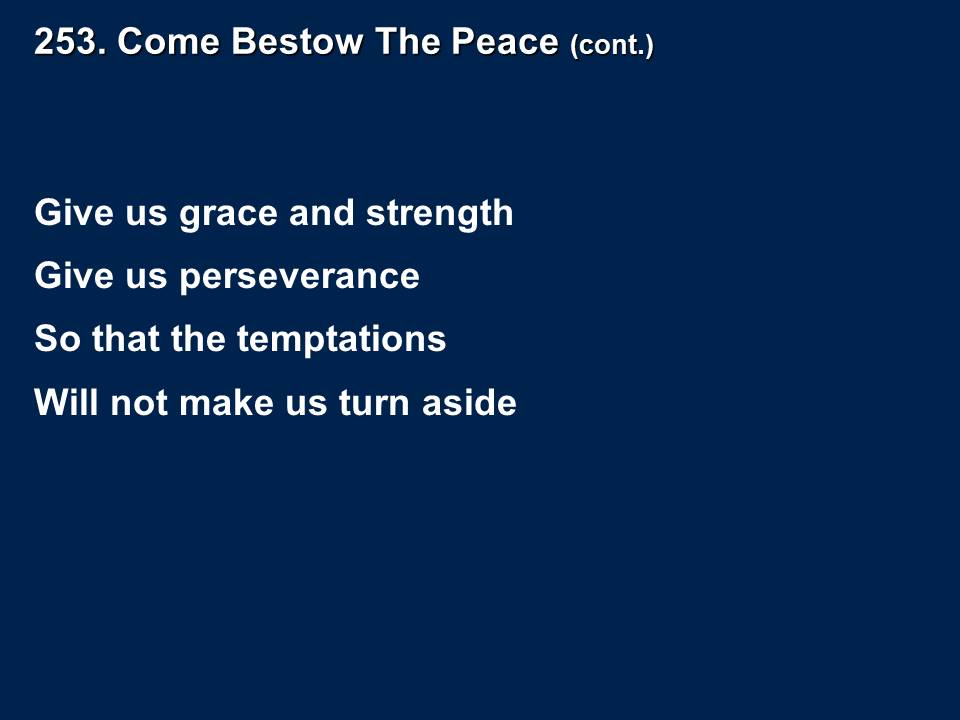 253. Come Bestow The Peace (cont.)
Give us grace and strength
Give us perseverance
So that the temptations
Will not make us turn aside